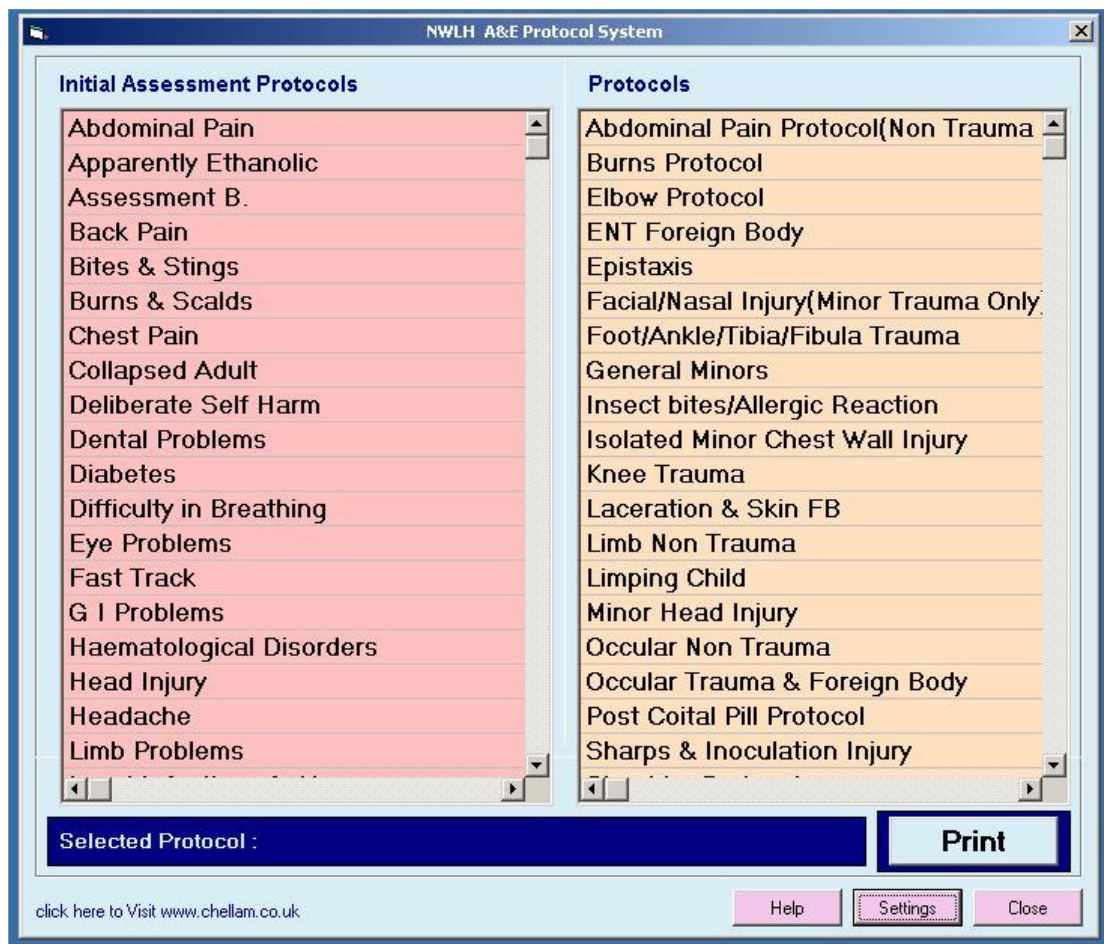 NWLH A&E Protocol System
Initial Assessment Protocols
Abdominal Pain
Apparently Ethanolic
Assessment B.
Back Pain
Bites & Stings
Burns & Scalds
Chest Pain
Collapsed Adult
Deliberate Self Harm
Dental Problems
Diabetes
Difficulty in Breathing
Eye Problems
Fast Track
G I Problems
Haematological Disorders
Head Injury
Headache
Limb Problems
Protocols
Abdominal Pain Protocol(Non Trauma
Burns Protocol
Elbow Protocol
ENT Foreign Body
Epistaxis
Facial/Nasal Injury(Minor Trauma Only)
Foot/Ankle/Tibia/Fibula Trauma
General Minors
Insect bites/Allergic Reaction
Isolated Minor Chest Wall Injury
Knee Trauma
Laceration & Skin FB
Limb Non Trauma
Limping Child
Minor Head Injury
Occular Non Trauma
Occular Trauma & Foreign Body
Post Coital Pill Protocol
Sharps & Inoculation Injury
Selected Protocol :
Print
click here to Visit www.chellam.co.uk
Help
Settings
Close